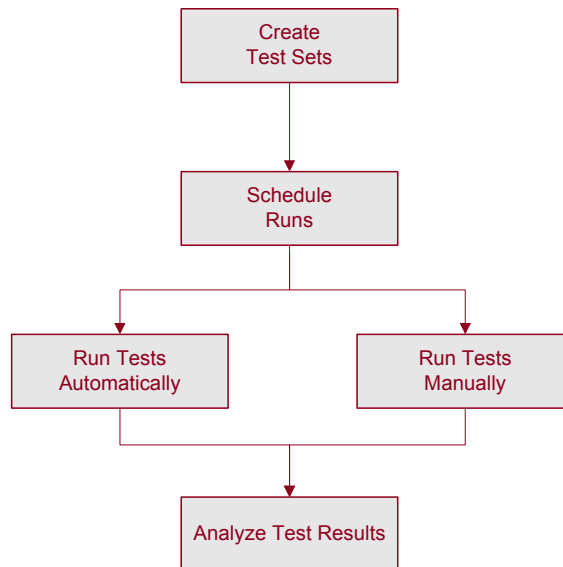 Create
Test Sets
Schedule
Runs
Run Tests
Automatically
Run Tests
Manually
Analyze Test Results